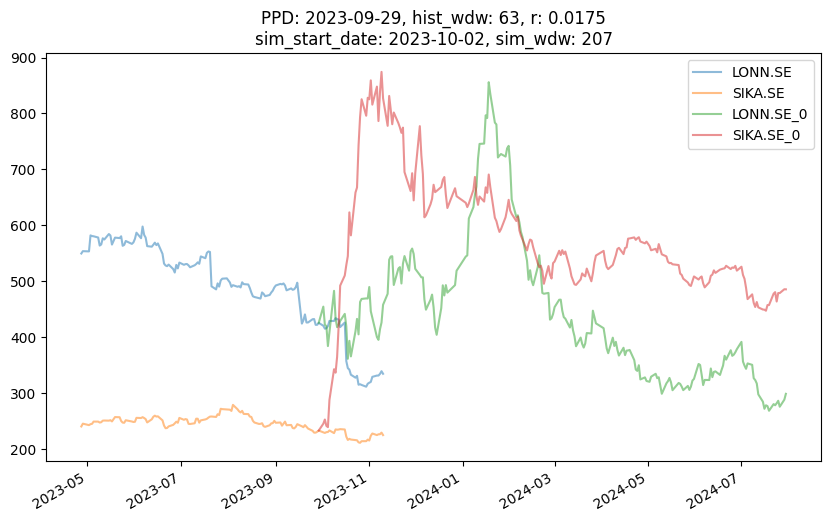 PPD: 2023-09-29, hist_wdw: 63, r: 0.0175
sim_start_date: 2023-10-02, sim_wdw: 207
900
800
700
600
500
400
300
200
LONN.SE
SIKA.SE
LONN.SE_0
SIKA.SE_0
2023-05
2023-07
2023-09
2023-11
2024-01
2024-03
2024-05
2024-07